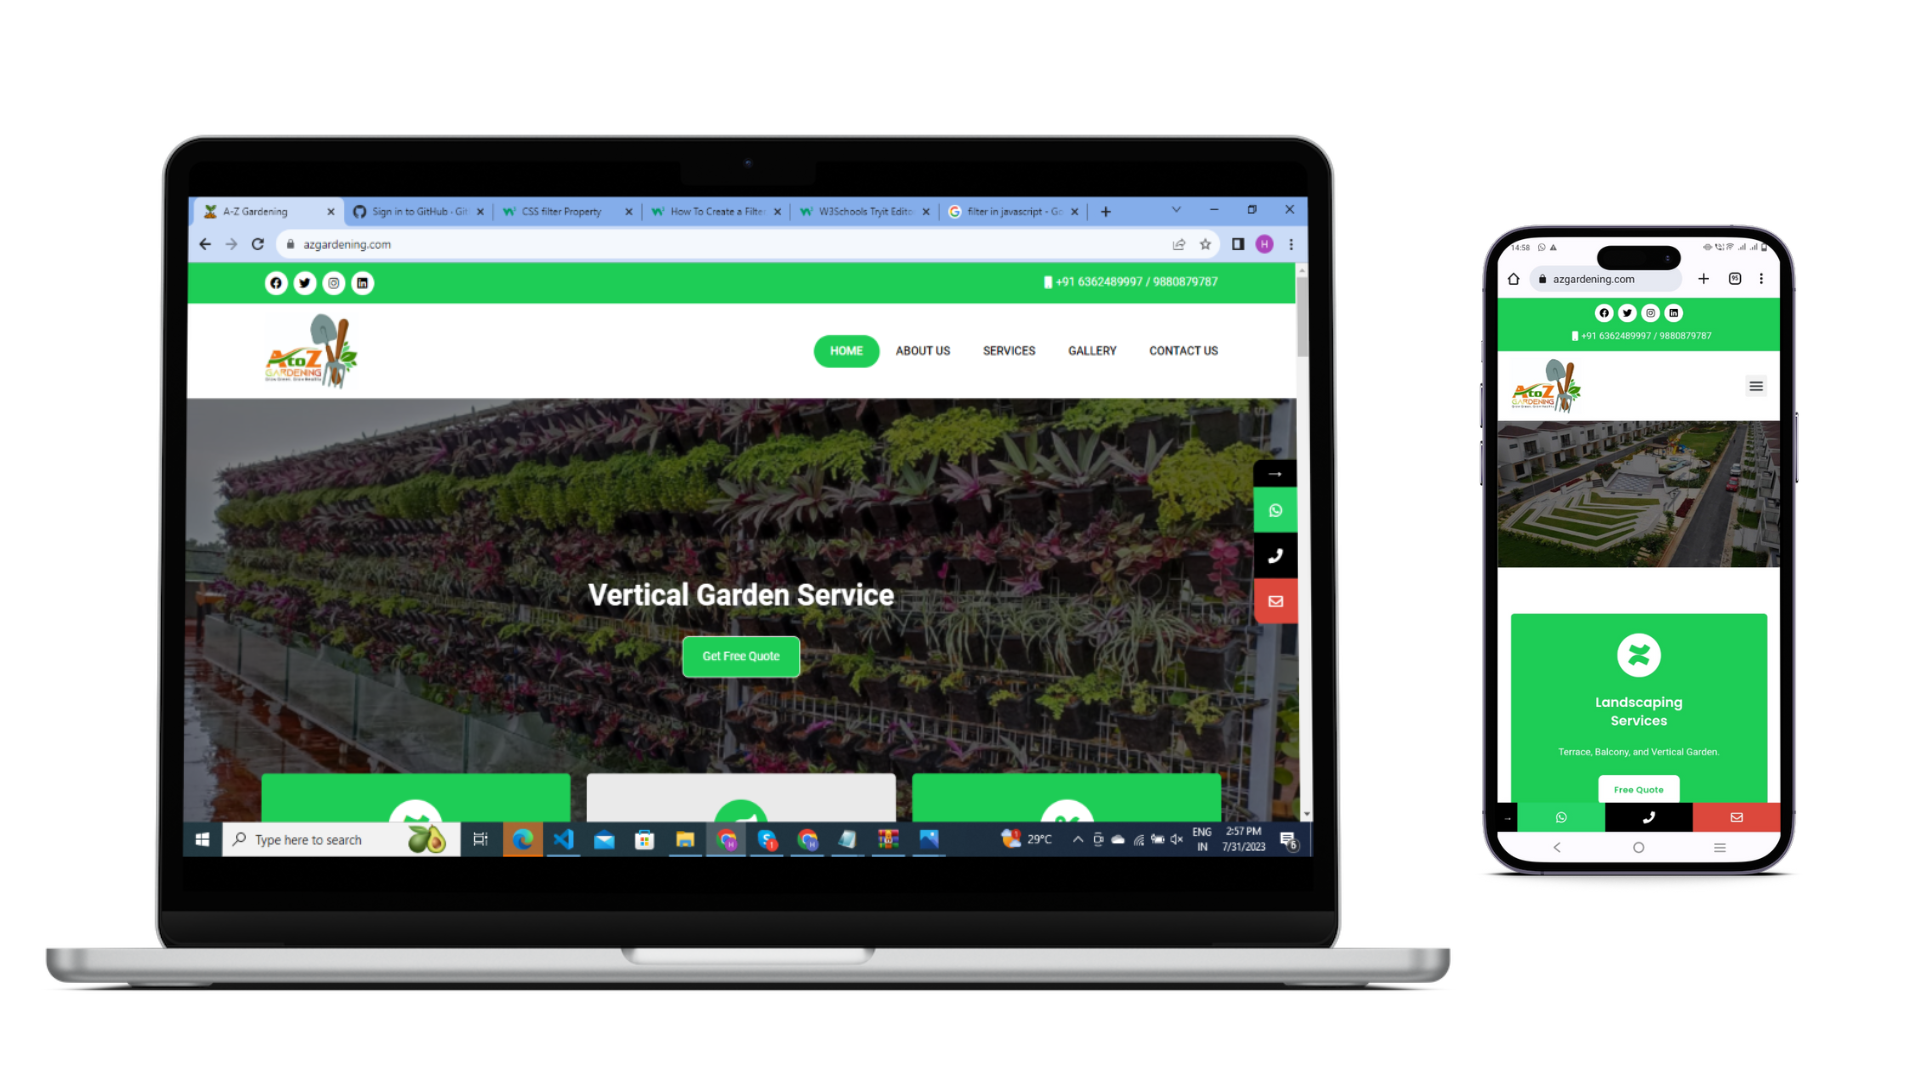 A-Z Gardening
Sign in to GitHub - Git
CSS filter Property
How To Create a Filter
W3Schools Tryit Edito
filter in javascript - Go
azgardening.com
+91 6362489997 / 9880879787
AtoZ
GARDENING
HOME
ABOUT US
SERVICES
GALLERY
CONTACT US
Vertical Garden Service
Get Free Quote
Type here to search
29°C
ENG
IN
2:57 PM
7/31/2023
6
H
14:58
azgardening.com
95
+91 6362489997 / 9880879787
AtoZ
GARDENING
Landscaping
Services
Terrace, Balcony, and Vertical Garden.
Free Quote